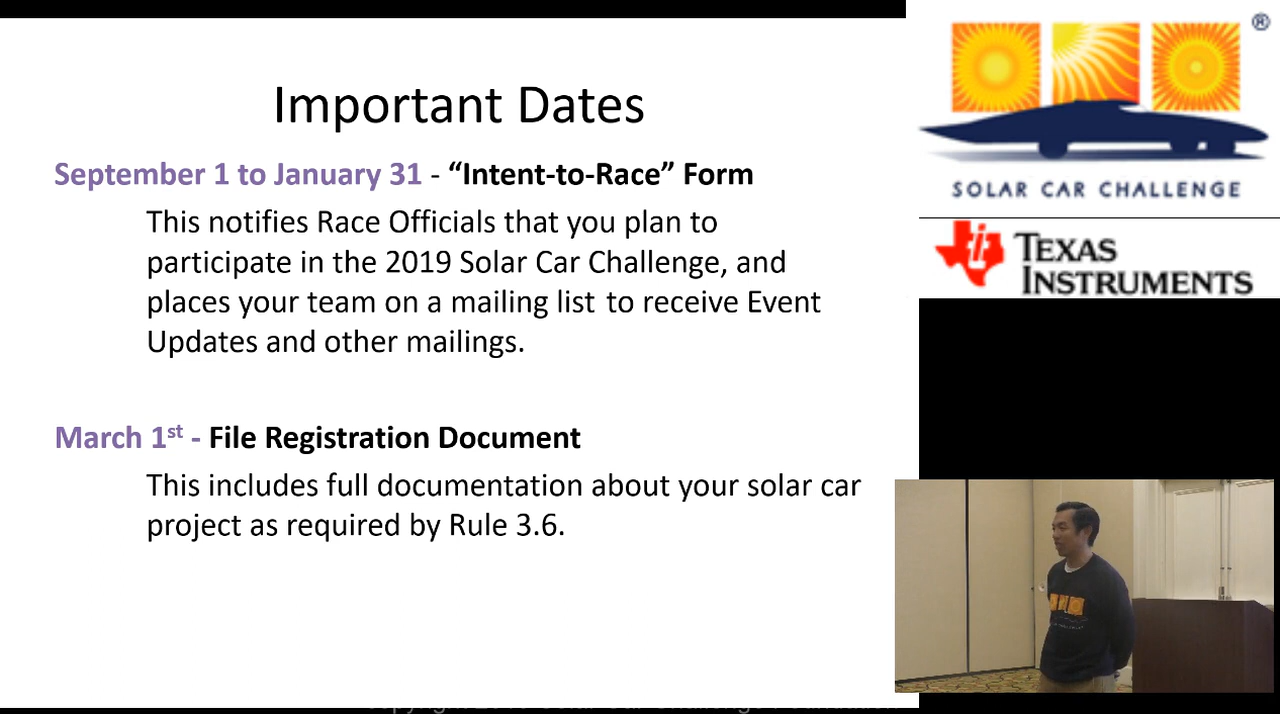 Important Dates
September 1 to January 31 - “Intent-to-Race” Form
This notifies Race Officials that you plan to
participate in the 2019 Solar Car Challenge, and
places your team on a mailing list to receive Event
Updates and other mailings.
March 1st - File Registration Document
This includes full documentation about your solar car
project as required by Rule 3.6.
®
SOLAR CAR CHALLENGE
TEXAS
INSTRUMENTS